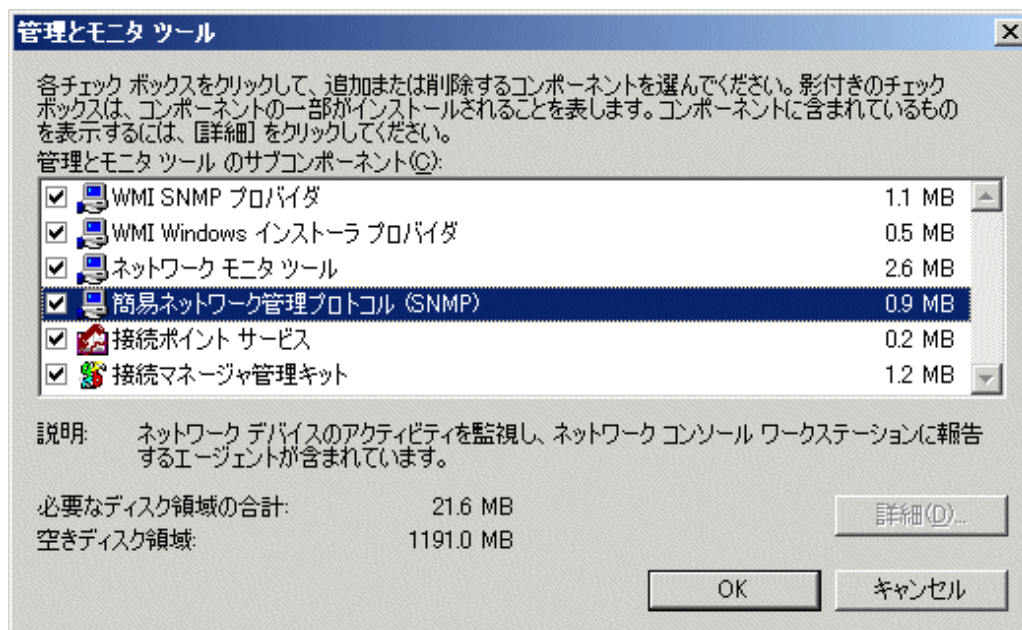 管理とモニタ ツール
各チェック ボックスをクリックして、追加または削除するコンポーネントを選んでください。影付きのチェック
ボックスは、コンポーネントの一部がインストールされることを表します。コンポーネントに含まれているもの
を表示するには、[詳細] をクリックしてください。
管理とモニタ ツール のサブコンポーネント(C):
WMI SNMP プロバイダ 1.1 MB
WMI Windows インストーラ プロバイダ 0.5 MB
ネットワーク モニタ ツール 2.6 MB
簡易ネットワーク管理プロトコル (SNMP) 0.9 MB
接続ポイント サービス 0.2 MB
接続マネージャ管理キット 1.2 MB
説明: ネットワーク デバイスのアクティビティを監視し、ネットワーク コンソール ワークステーションに報告
するエージェントが含まれています。
必要なディスク領域の合計: 21.6 MB
空きディスク領域: 1191.0 MB
詳細(D)...
OK キャンセル